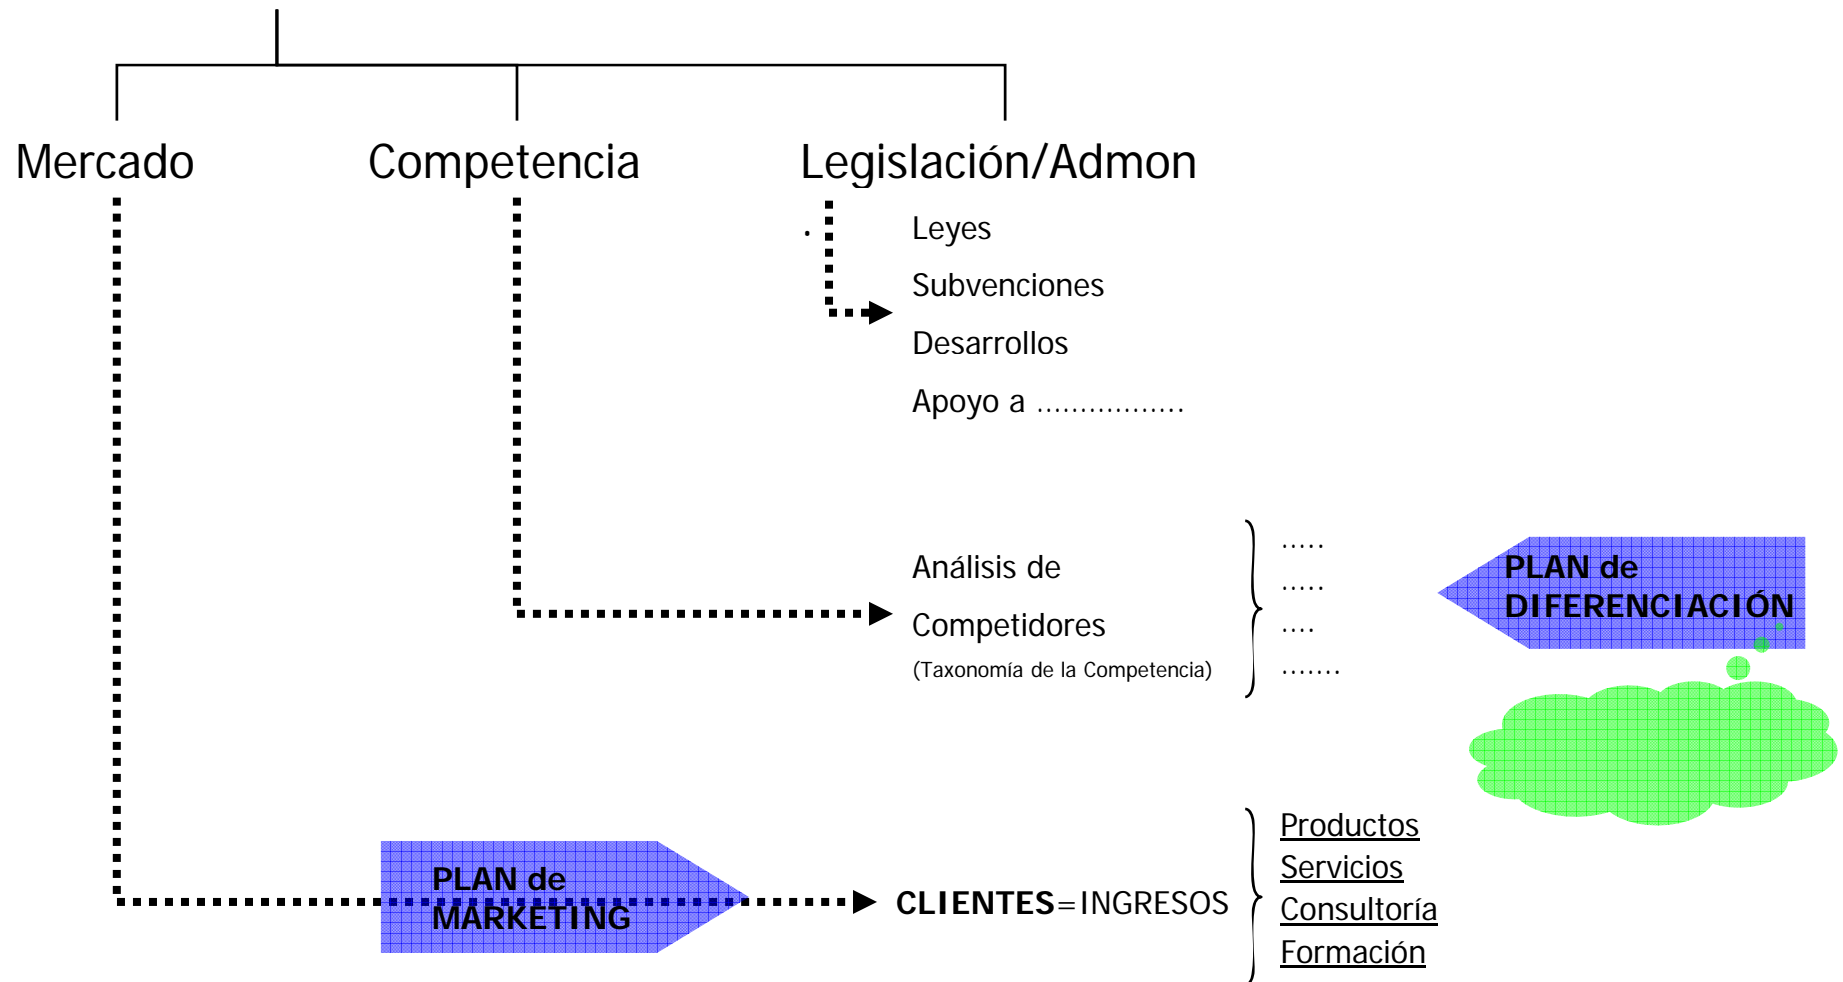 Mercado
Competencia
Legislación/Admon
.
Leyes
Subvenciones
Desarrollos
Apoyo a .................
Análisis de
Competidores
(Taxonomía de la Competencia)
.....
.....
....
.......
PLAN de
DIFERENCIACIÓN
PLAN de
MARKETING
CLIENTES=INGRESOS
Productos
Servicios
Consultoría
Formación